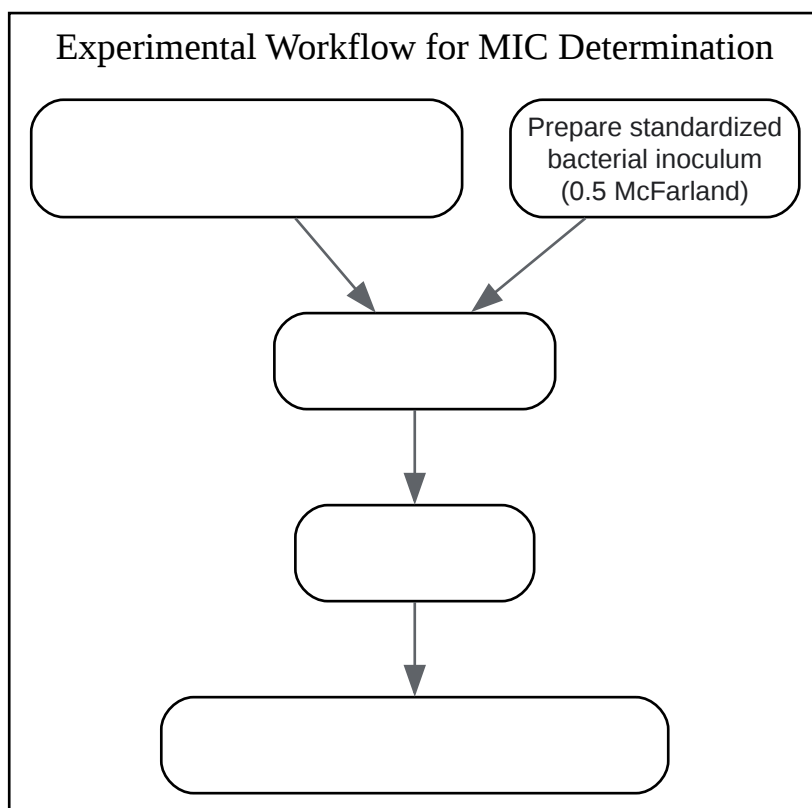 Experimental Workflow for MIC Determination
Prepare standardized
bacterial inoculum
(0.5 McFarland)